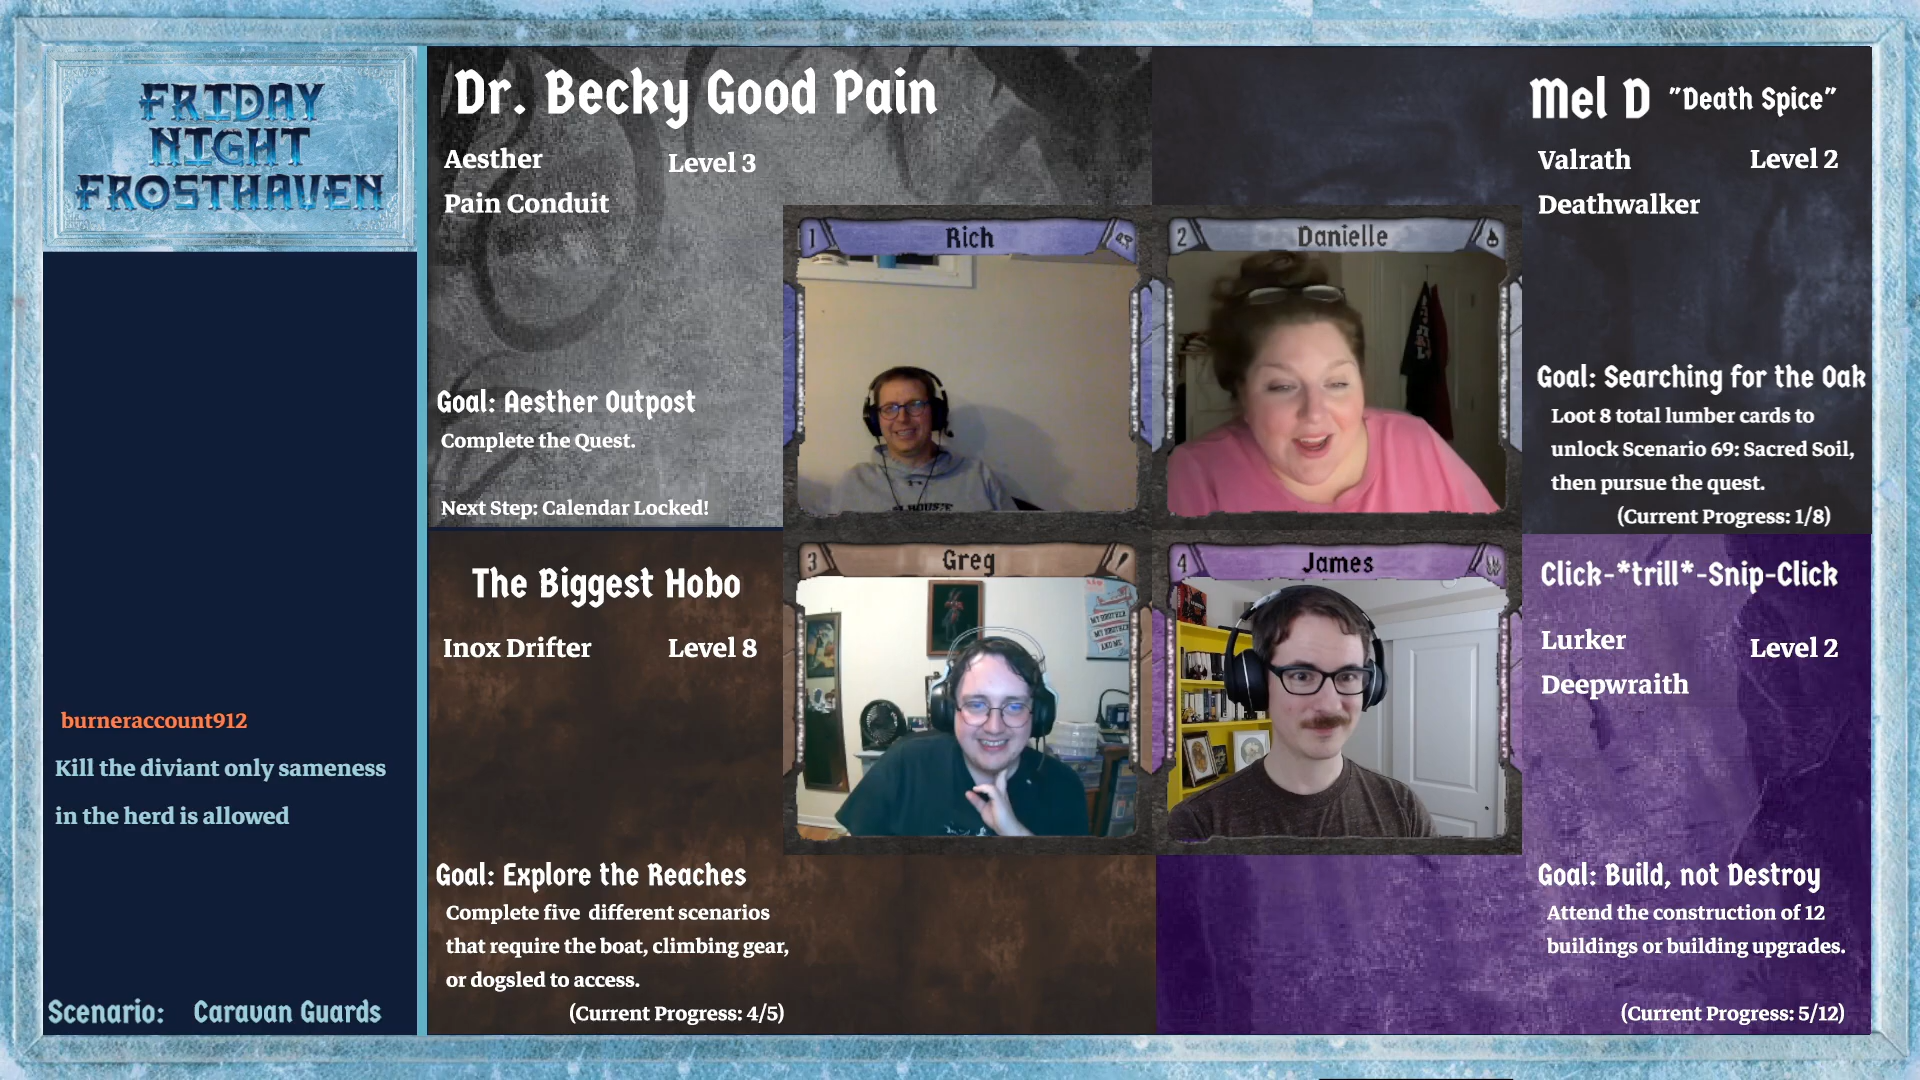 FRIDAY
NIGHT
FROSTHAVEN
burneraccount912
Kill the diviant only sameness
in the herd is allowed
Scenario: Caravan Guards
Dr. Becky Good Pain
Aesther
Level 3
Pain Conduit
Goal: Aesther Outpost
Complete the Quest.
Next Step: Calendar Locked!
Mel D "Death Spice"
Valrath
Level 2
Deathwalker
Goal: Searching for the Oak
Loot 8 total lumber cards to
unlock Scenario 69: Sacred Soil,
then pursue the quest.
(Current Progress: 1/8)
1 Rich
2 Danielle
3 Greg
MY BROTHER
MY BROTHER
AND ME
4 James
The Biggest Hobo
Inox Drifter
Level 8
Goal: Explore the Reaches
Complete five different scenarios
that require the boat, climbing gear,
or dogsled to access.
(Current Progress: 4/5)
Click-*trill*-Snip-Click
Lurker
Level 2
Deepwraith
Goal: Build, not Destroy
Attend the construction of 12
buildings or building upgrades.
(Current Progress: 5/12)